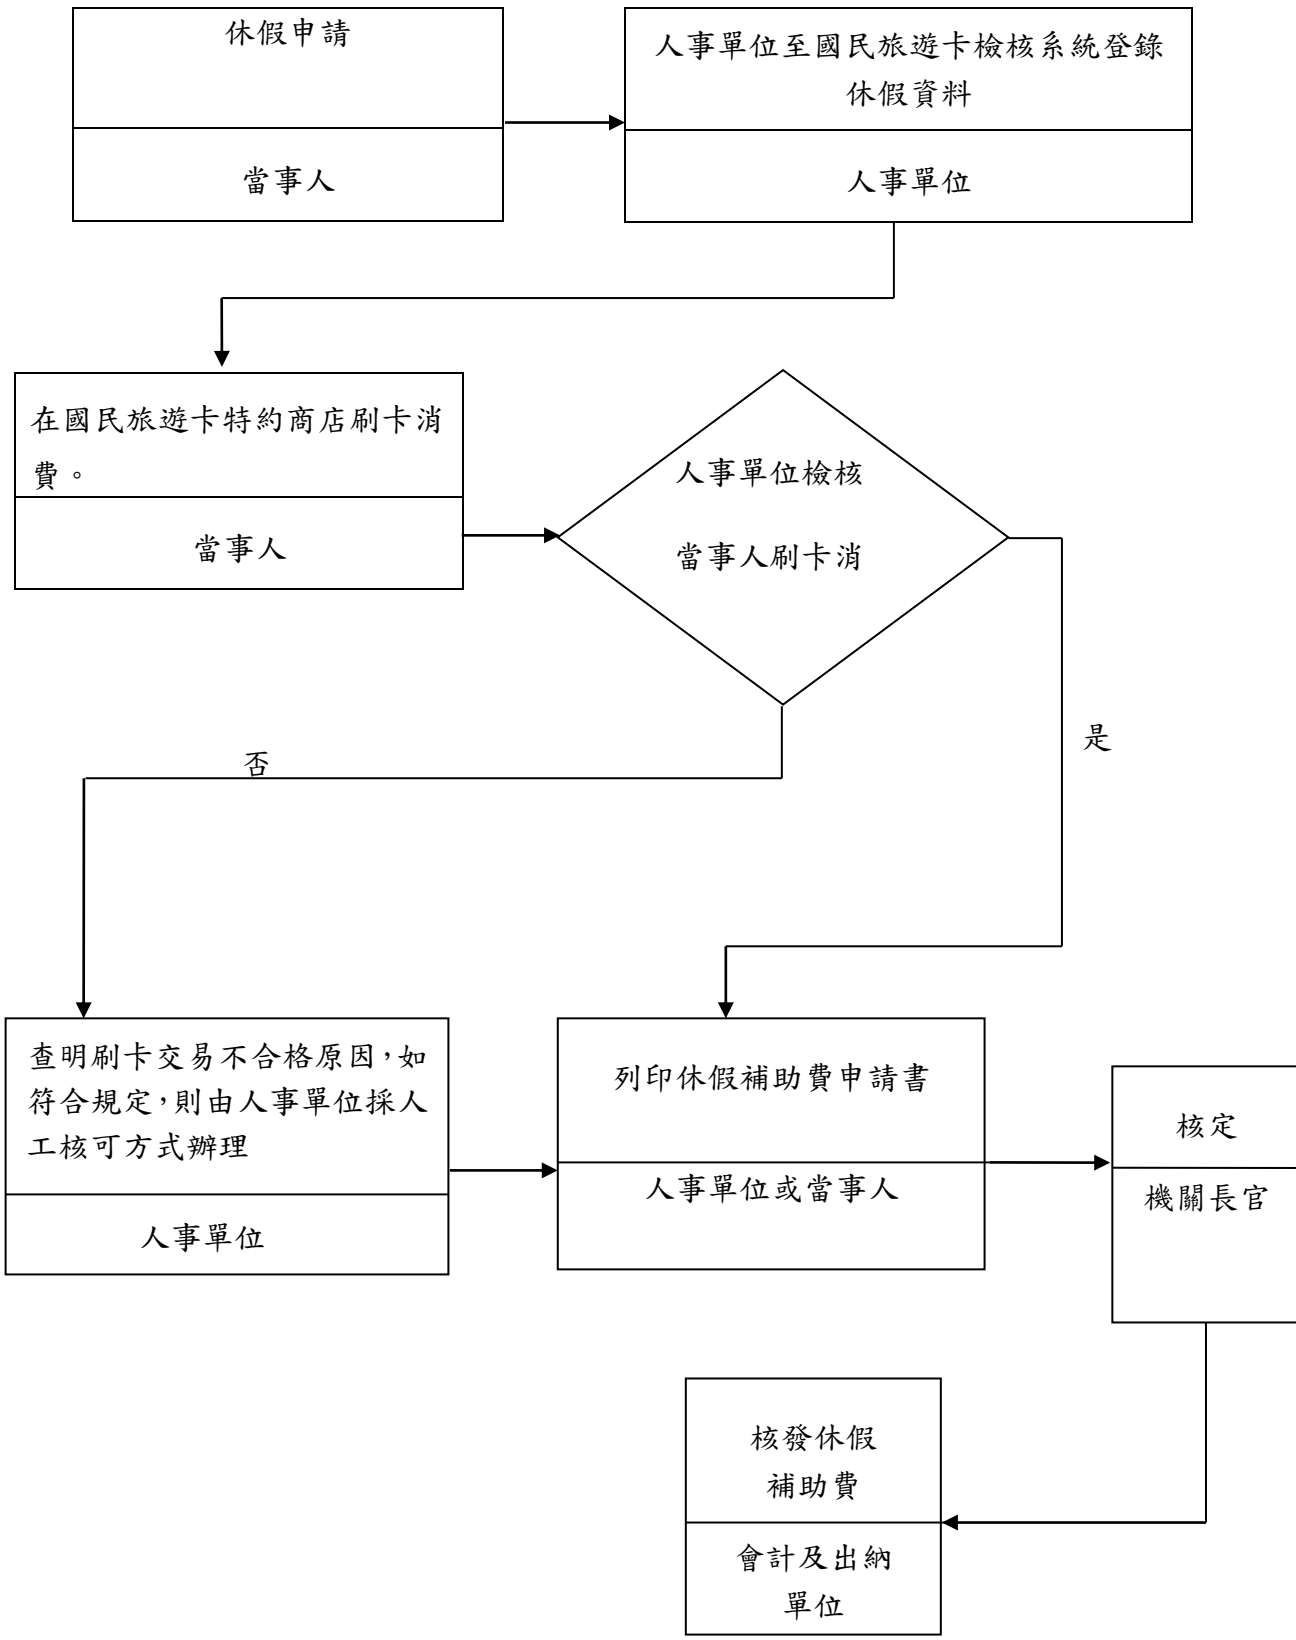 休假申請
當事人
人事單位至國民旅遊卡檢核系統登錄
休假資料
人事單位
在國民旅遊卡特約商店刷卡消
費。
當事人
人事單位檢核
當事人刷卡消
是
否
查明刷卡交易不合格原因，如
符合規定，則由人事單位採人
工核可方式辦理
人事單位
列印休假補助費申請書
人事單位或當事人
核定
機關長官
核發休假
補助費
會計及出納
單位